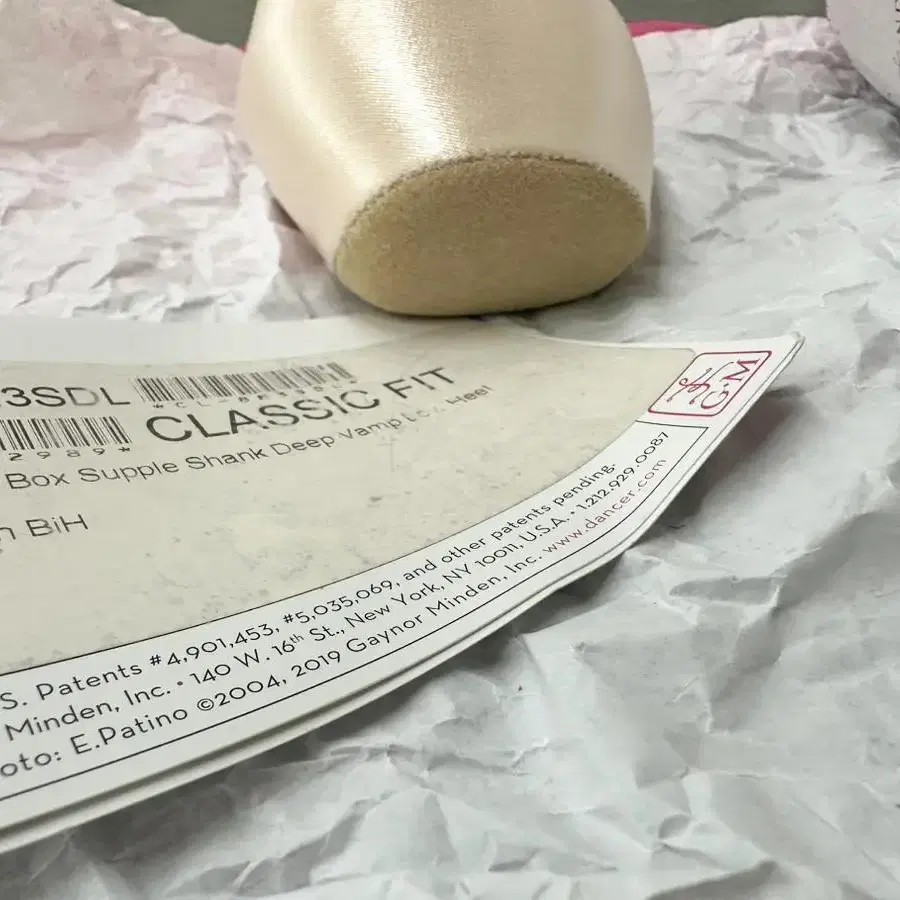 3SDL
CLASSIC FIT
2989*
Box Supple Shank Deep Vamp Heel
BiH
G·M
S. Patents #4,901,453, #5,035,069, and other patents pending.
Minden, Inc. • 140 W. 16th St., New York, NY 10011, U.S.A. • 1.212.929.0087
oto: E.Patino ©2004, 2019 Gaynor Minden, Inc. www.dancer.com